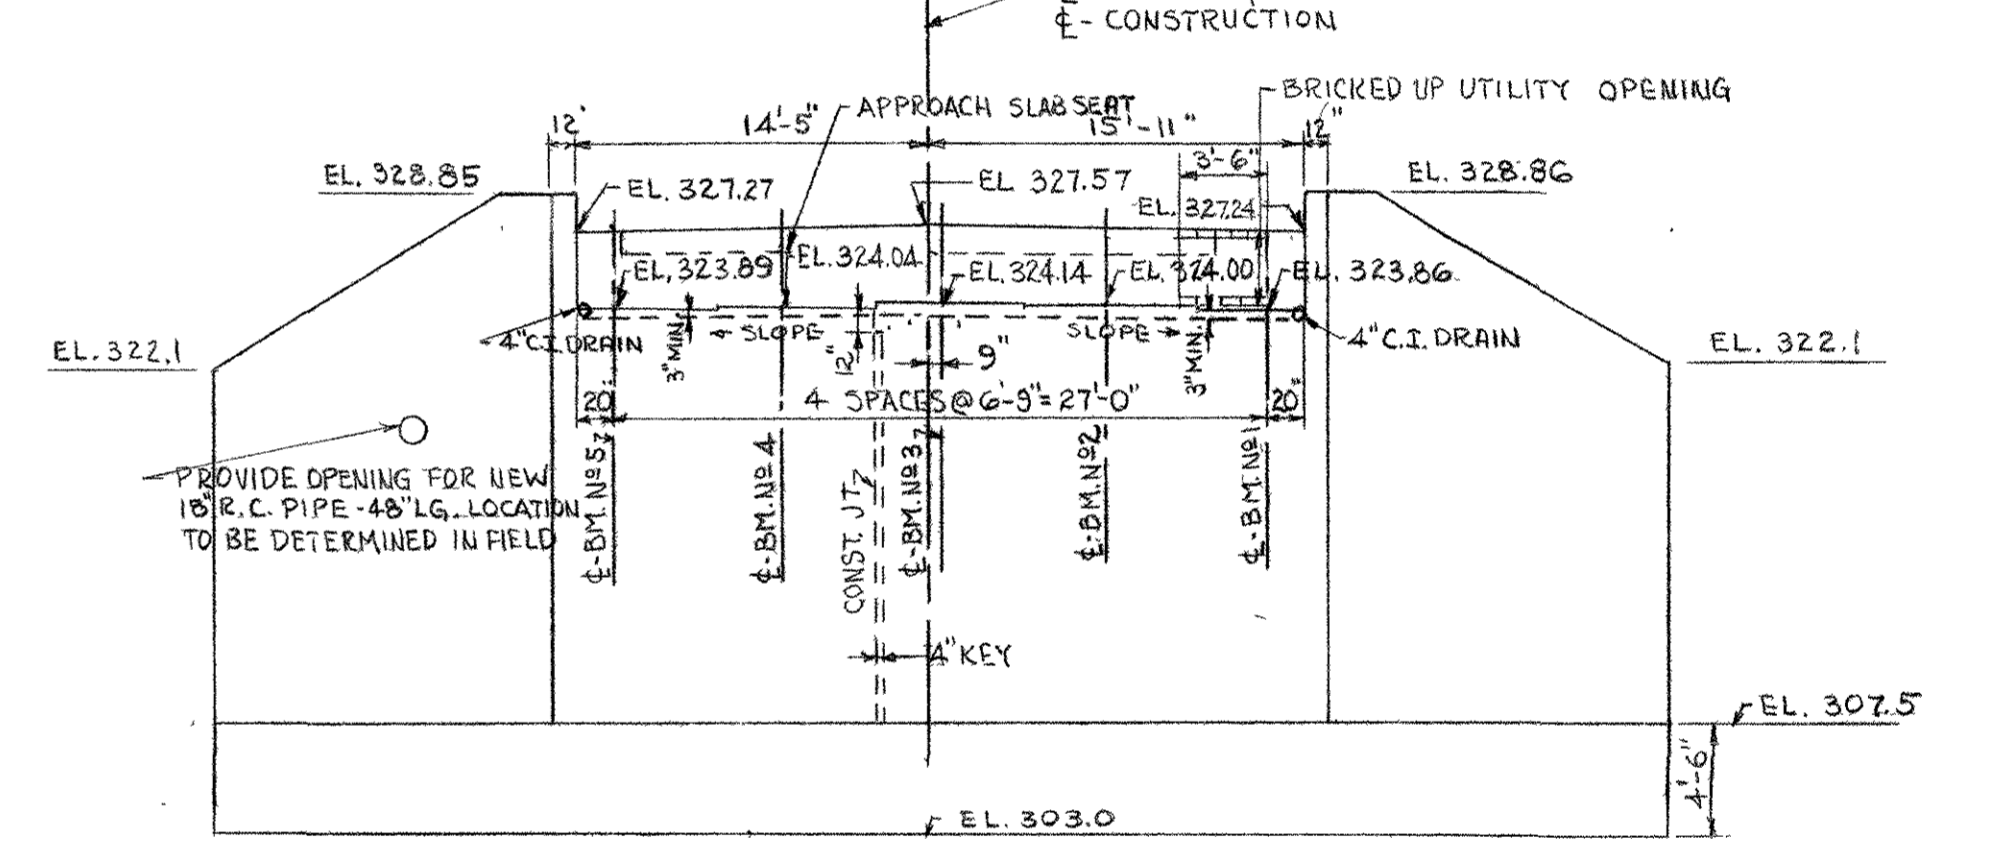 ℄- CONSTRUCTION
BRICKED UP UTILITY OPENING
APPROACH SLAB SEAT
12'
14'-5"
15'-11"
12"
3'-6"
EL. 328.85
EL. 327.27
EL 327.57
EL. 327.24
EL. 328.86
EL. 323.89
EL. 324.04
EL. 324.14
EL. 324.00
EL. 323.86
4" C.I. DRAIN
3" MIN.
← SLOPE
12"
9"
SLOPE →
3" MIN.
4" C.I. DRAIN
EL. 322.1
EL. 322.1
20"
4 SPACES @ 6'-9" = 27'-0"
20"
PROVIDE OPENING FOR NEW
18" R.C. PIPE - 48" LG. LOCATION
TO BE DETERMINED IN FIELD
℄-BM. Nº 5
℄-BM. Nº 4
CONST. JT.
℄-BM. Nº 3
℄-BM. Nº 2
℄-BM. Nº 1
4" KEY
EL. 307.5
4'-6"
EL. 303.0